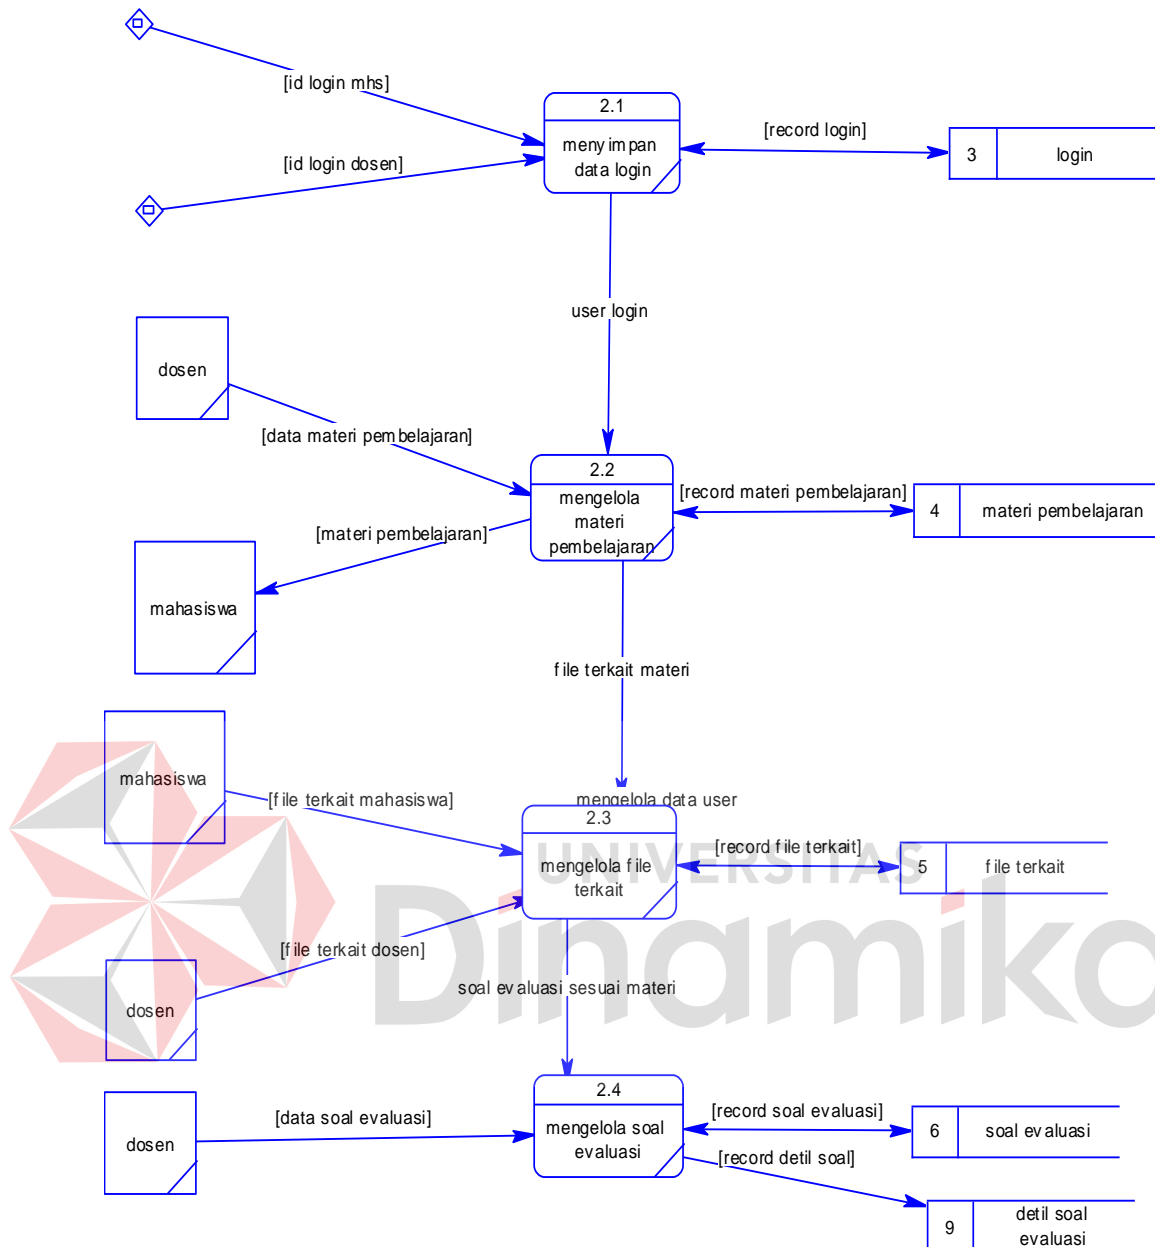 [id login mhs]
2.1
[record login]
menyimpan
data login
3
login
[id login dosen]
user login
dosen
[data materi pembelajaran]
2.2
mengelola
materi
pembelajaran
[record materi pembelajaran]
4
materi pembelajaran
[materi pembelajaran]
mahasiswa
file terkait materi
mahasiswa
[file terkait mahasiswa]
mengelola data user
2.3
mengelola file
terkait
[record file terkait]
5
file terkait
UNIVERSITAS
Dinamika
[file terkait dosen]
soal evaluasi sesuai materi
dosen
2.4
[data soal evaluasi]
mengelola soal
evaluasi
[record soal evaluasi]
6
soal evaluasi
dosen
[record detil soal]
9
detil soal
evaluasi